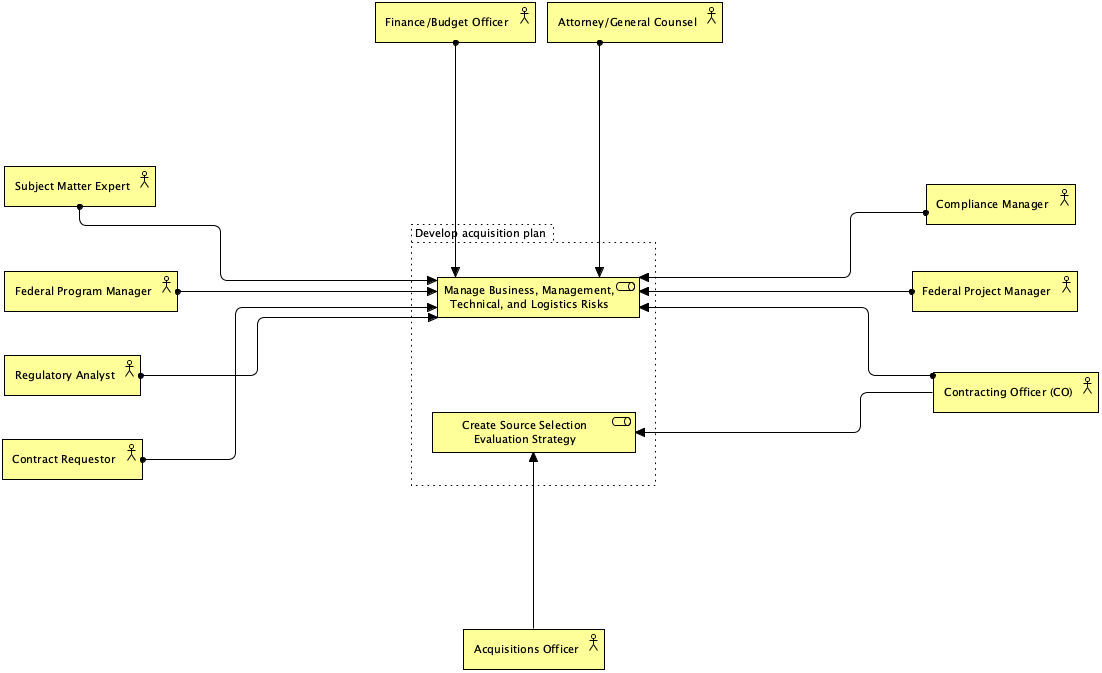 Finance/Budget Officer
Attorney/General Counsel
Subject Matter Expert
Compliance Manager
Develop acquisition plan
Federal Program Manager
Manage Business, Management,
Technical, and Logistics Risks
Federal Project Manager
Regulatory Analyst
Contracting Officer (CO)
Create Source Selection
Evaluation Strategy
Contract Requestor
Acquisitions Officer